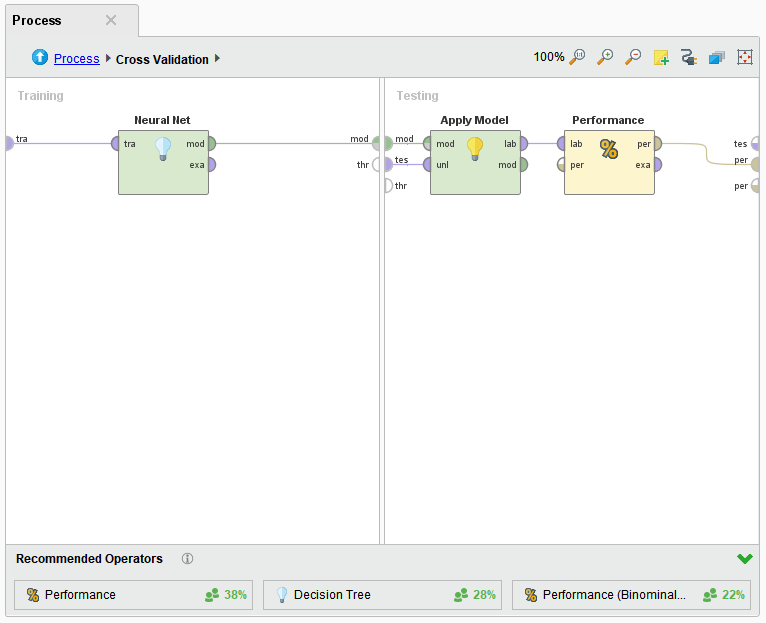 Process
Process Cross Validation 100%
Training Testing
Neural Net Apply Model Performance
tra tra mod mod mod mod lab lab per tes
exa thr tes unl mod per exa per
thr per
Recommended Operators
Performance 38% Decision Tree 28% Performance (Binominal... 22%